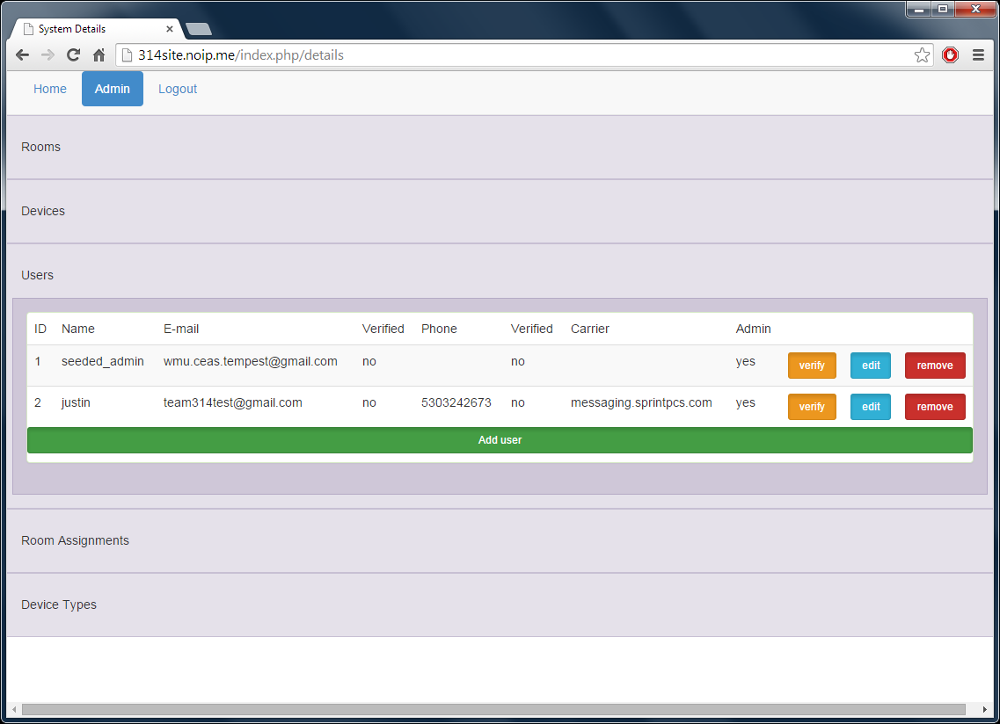 System Details
314site.noip.me/index.php/details
Home Admin Logout
Rooms
Devices
Users
ID Name E-mail Verified Phone Verified Carrier Admin
1 seeded_admin wmu.ceas.tempest@gmail.com no no yes verify edit remove
2 justin team314test@gmail.com no 5303242673 no messaging.sprintpcs.com yes verify edit remove
Add user
Room Assignments
Device Types